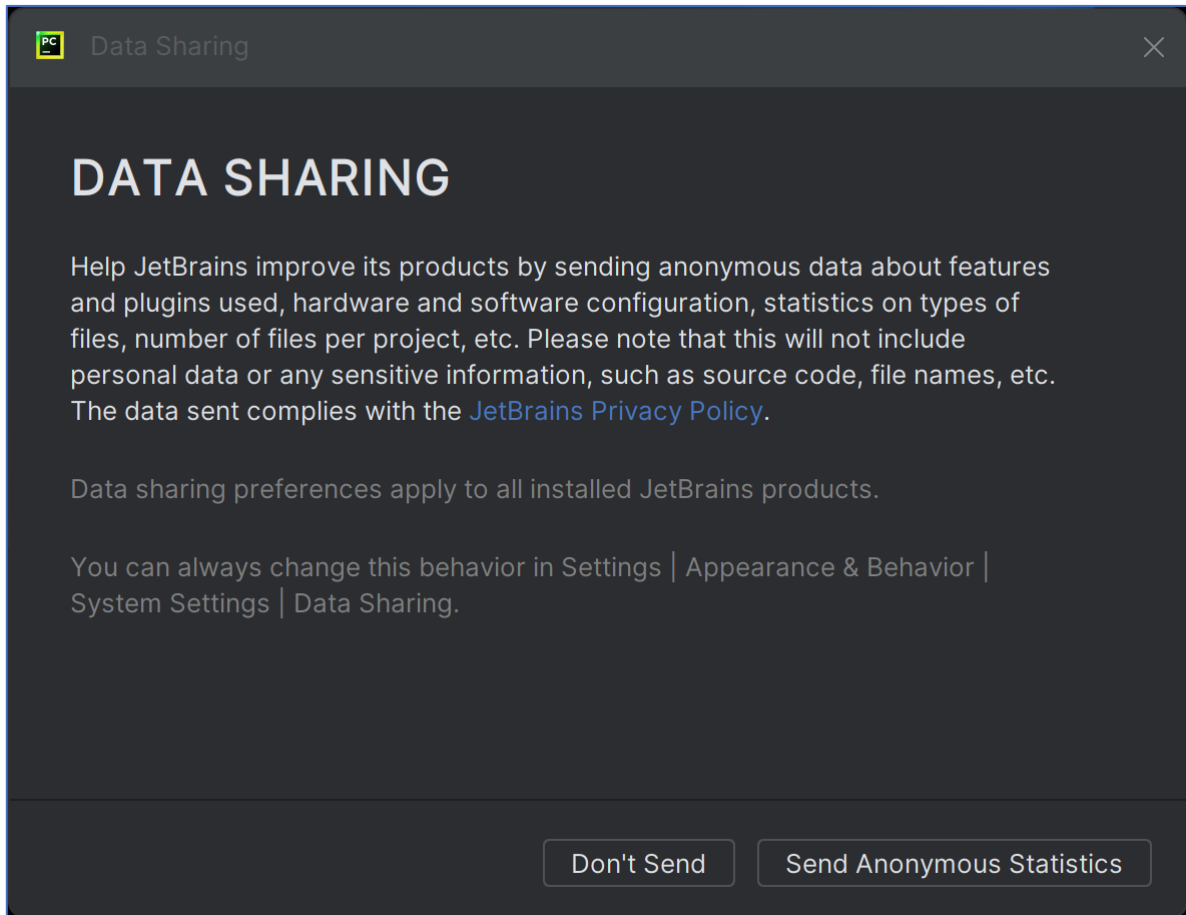 PC
Data Sharing
DATA SHARING
Help JetBrains improve its products by sending anonymous data about features
and plugins used, hardware and software configuration, statistics on types of
files, number of files per project, etc. Please note that this will not include
personal data or any sensitive information, such as source code, file names, etc.
The data sent complies with the JetBrains Privacy Policy.
Data sharing preferences apply to all installed JetBrains products.
You can always change this behavior in Settings | Appearance & Behavior |
System Settings | Data Sharing.
Don't Send
Send Anonymous Statistics